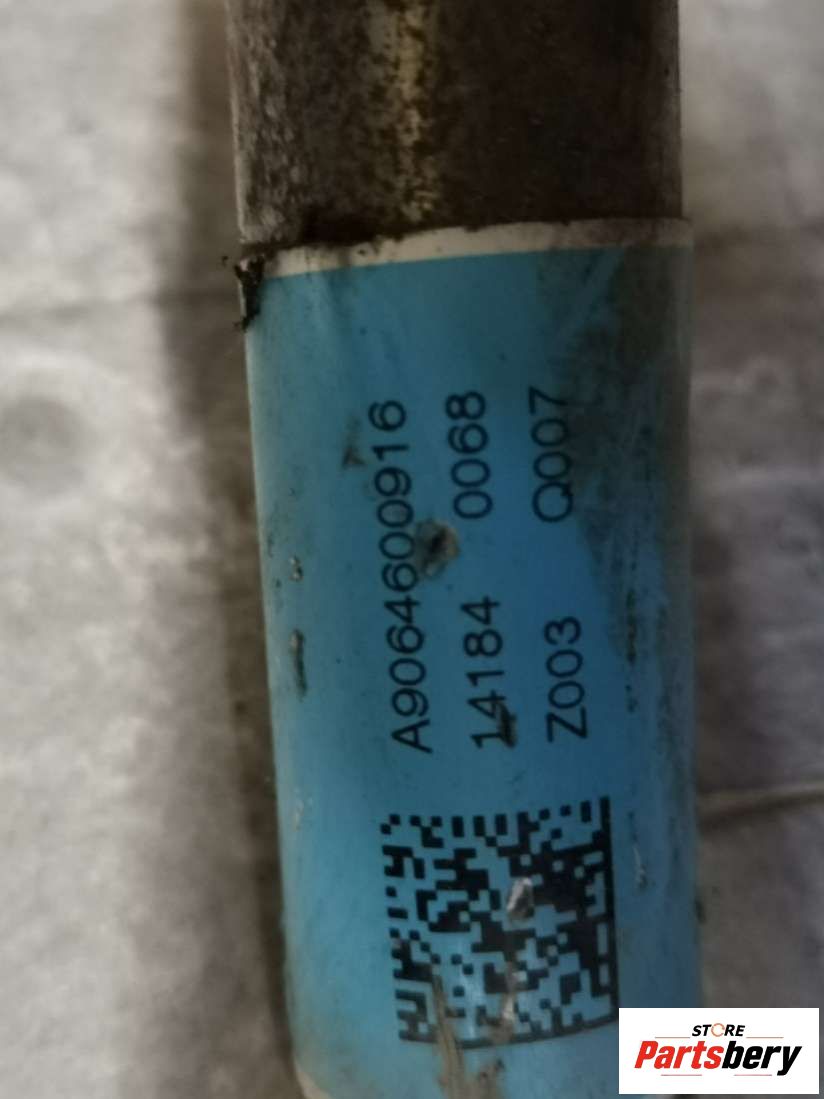 A9064600916
14184 0068
Z003 Q007
STORE
Partsbery